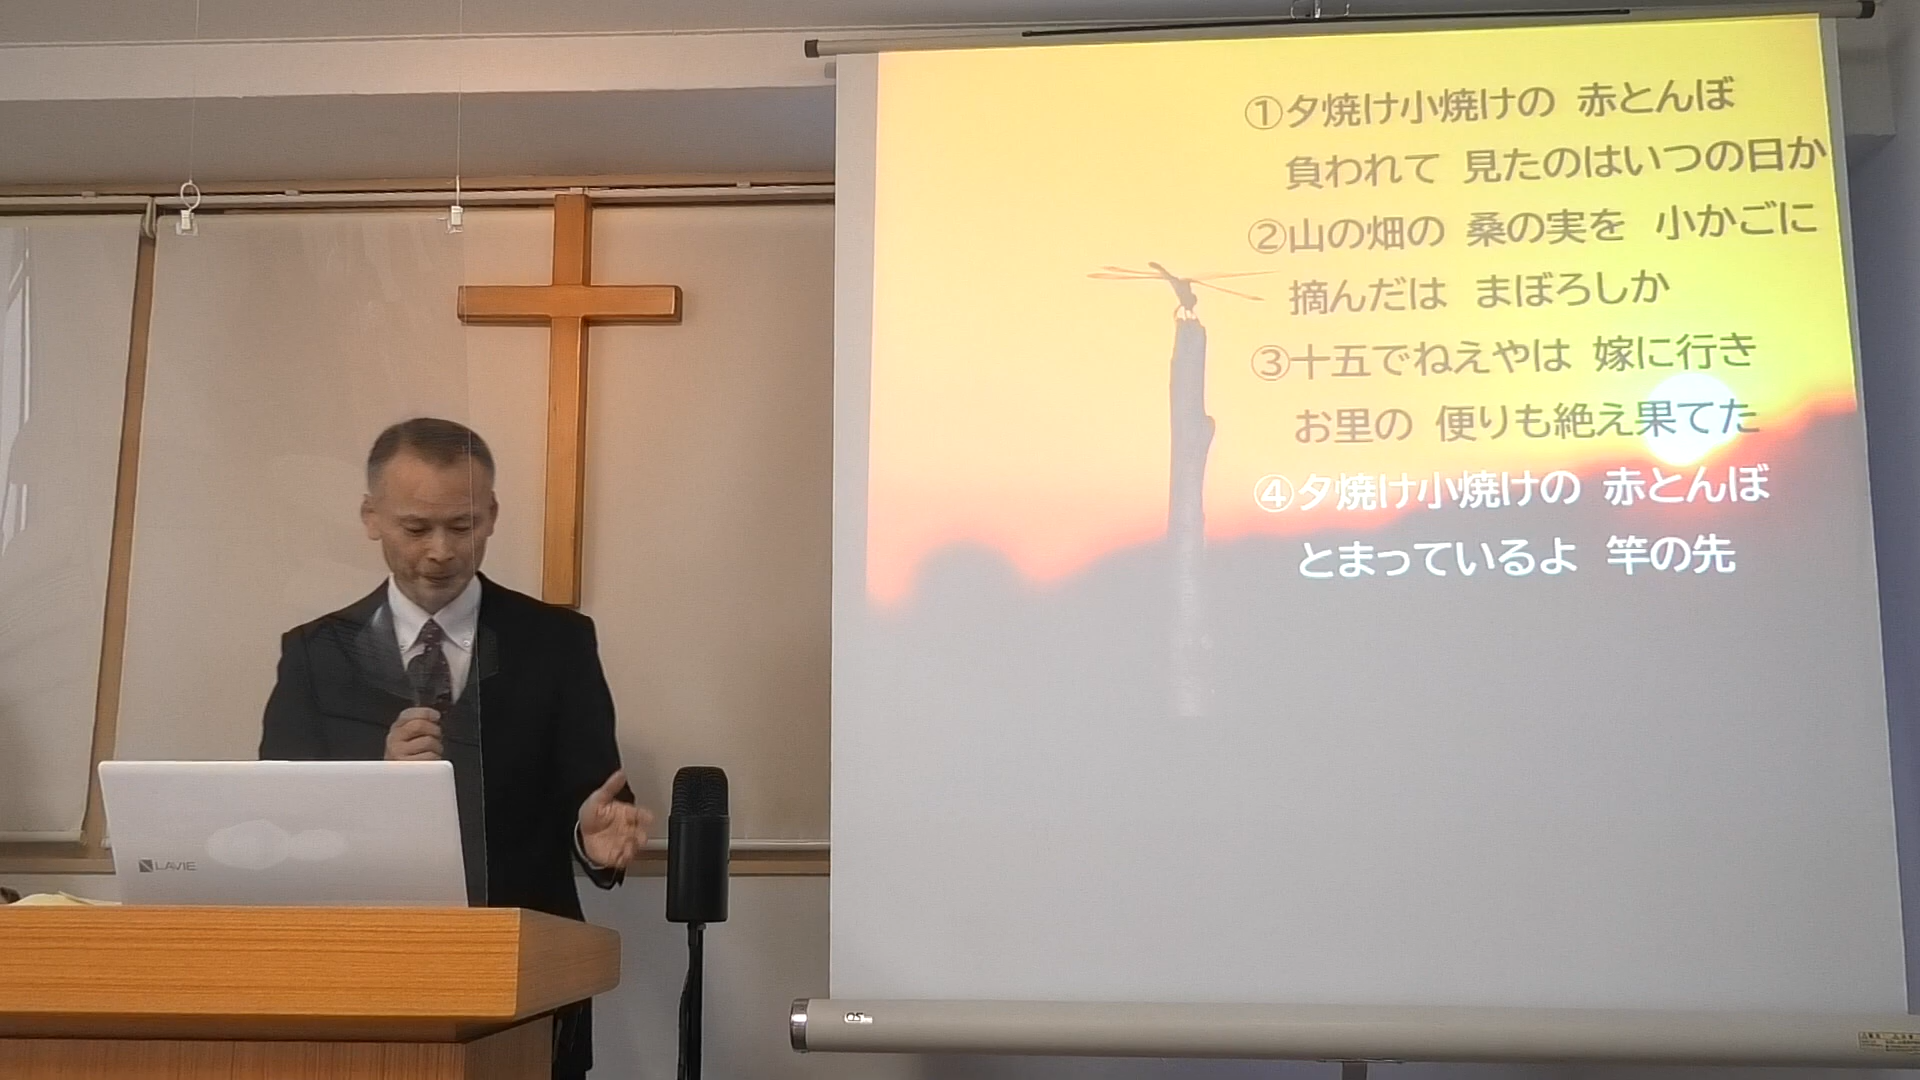 ①夕焼け小焼けの 赤とんぼ
負われて 見たのはいつの日か
②山の畑の 桑の実を 小かごに
摘んだは まぼろしか
③十五でねえやは 嫁に行き
お里の 便りも絶え果てた
④夕焼け小焼けの 赤とんぼ
とまっているよ 竿の先
LAVIE
OS